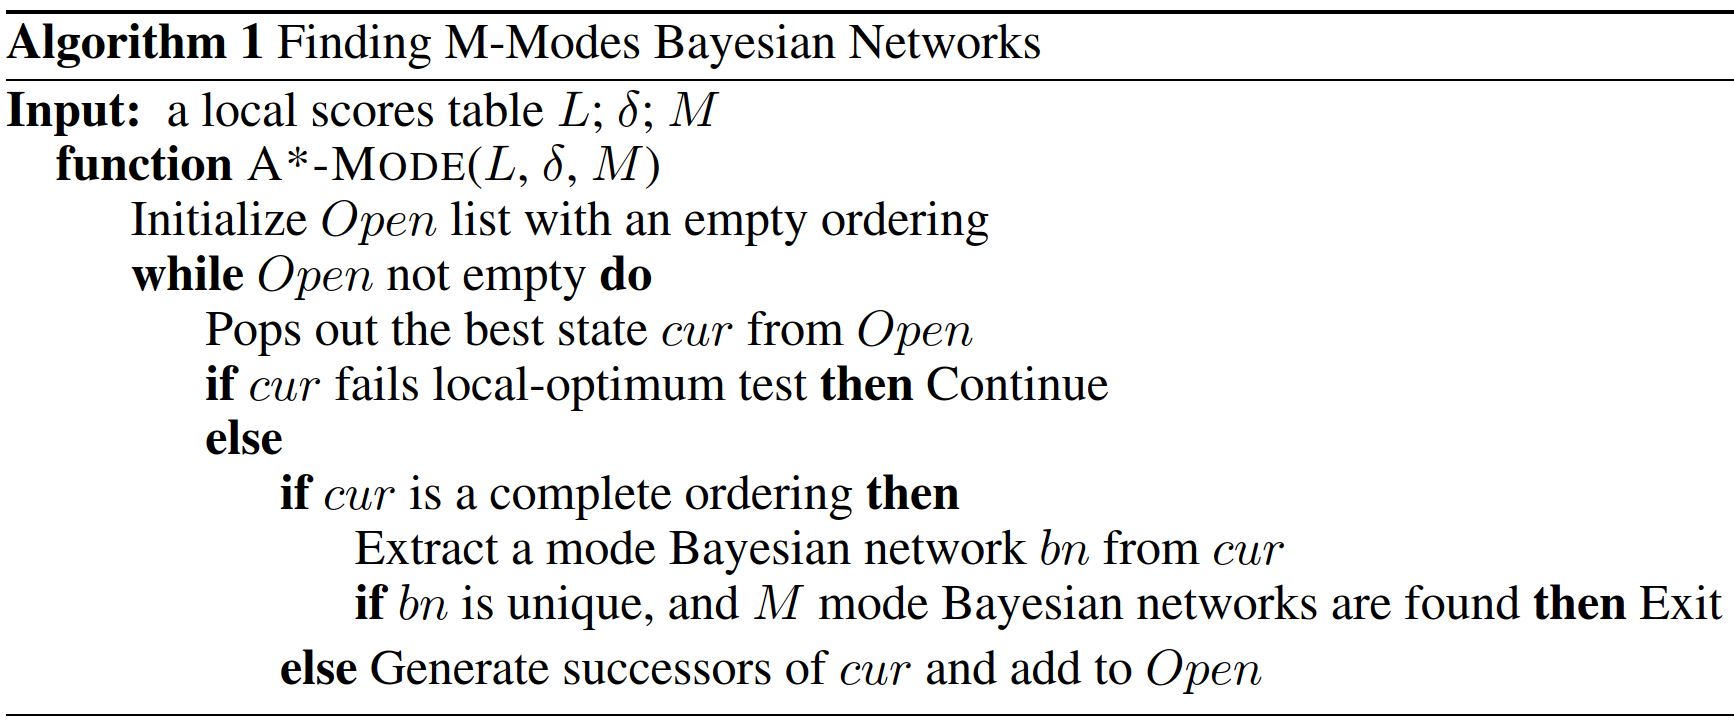 Algorithm 1 Finding M-Modes Bayesian Networks
Input: a local scores table L; δ; M
function A*-MODE(L, δ, M)
Initialize Open list with an empty ordering
while Open not empty do
Pops out the best state cur from Open
if cur fails local-optimum test then Continue
else
if cur is a complete ordering then
Extract a mode Bayesian network bn from cur
if bn is unique, and M mode Bayesian networks are found then Exit
else Generate successors of cur and add to Open